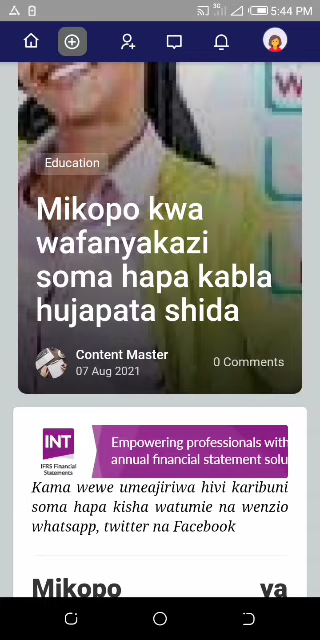 3G
5:44 PM
W
Education
Mikopo kwa
wafanyakazi
soma hapa kabla
hujapata shida
Content Master
07 Aug 2021
0 Comments
INT
IFRS Financial
Statements
Empowering professionals with
annual financial statement solu
Kama wewe umeajiriwa hivi karibuni
soma hapa kisha watumie na wenzio
whatsapp, twitter na Facebook
Mikopo ya